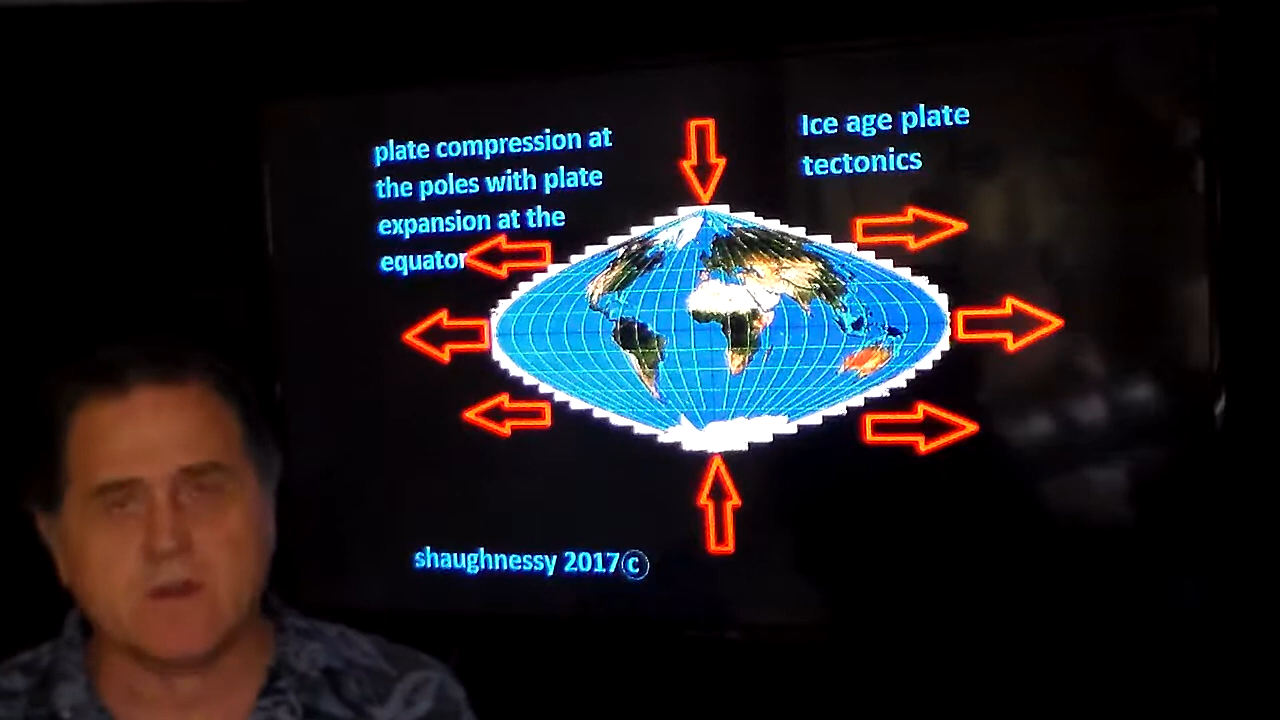 plate compression at
the poles with plate
expansion at the
equator
Ice age plate
tectonics
shaughnessy 2017©